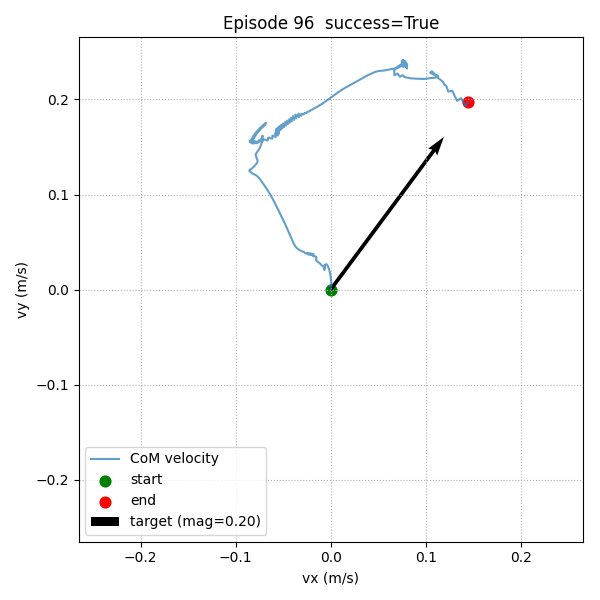 Episode 96  success=True
vy (m/s)
0.2
0.1
0.0
−0.1
−0.2
CoM velocity
start
end
target (mag=0.20)
−0.2
−0.1
0.0
0.1
0.2
vx (m/s)